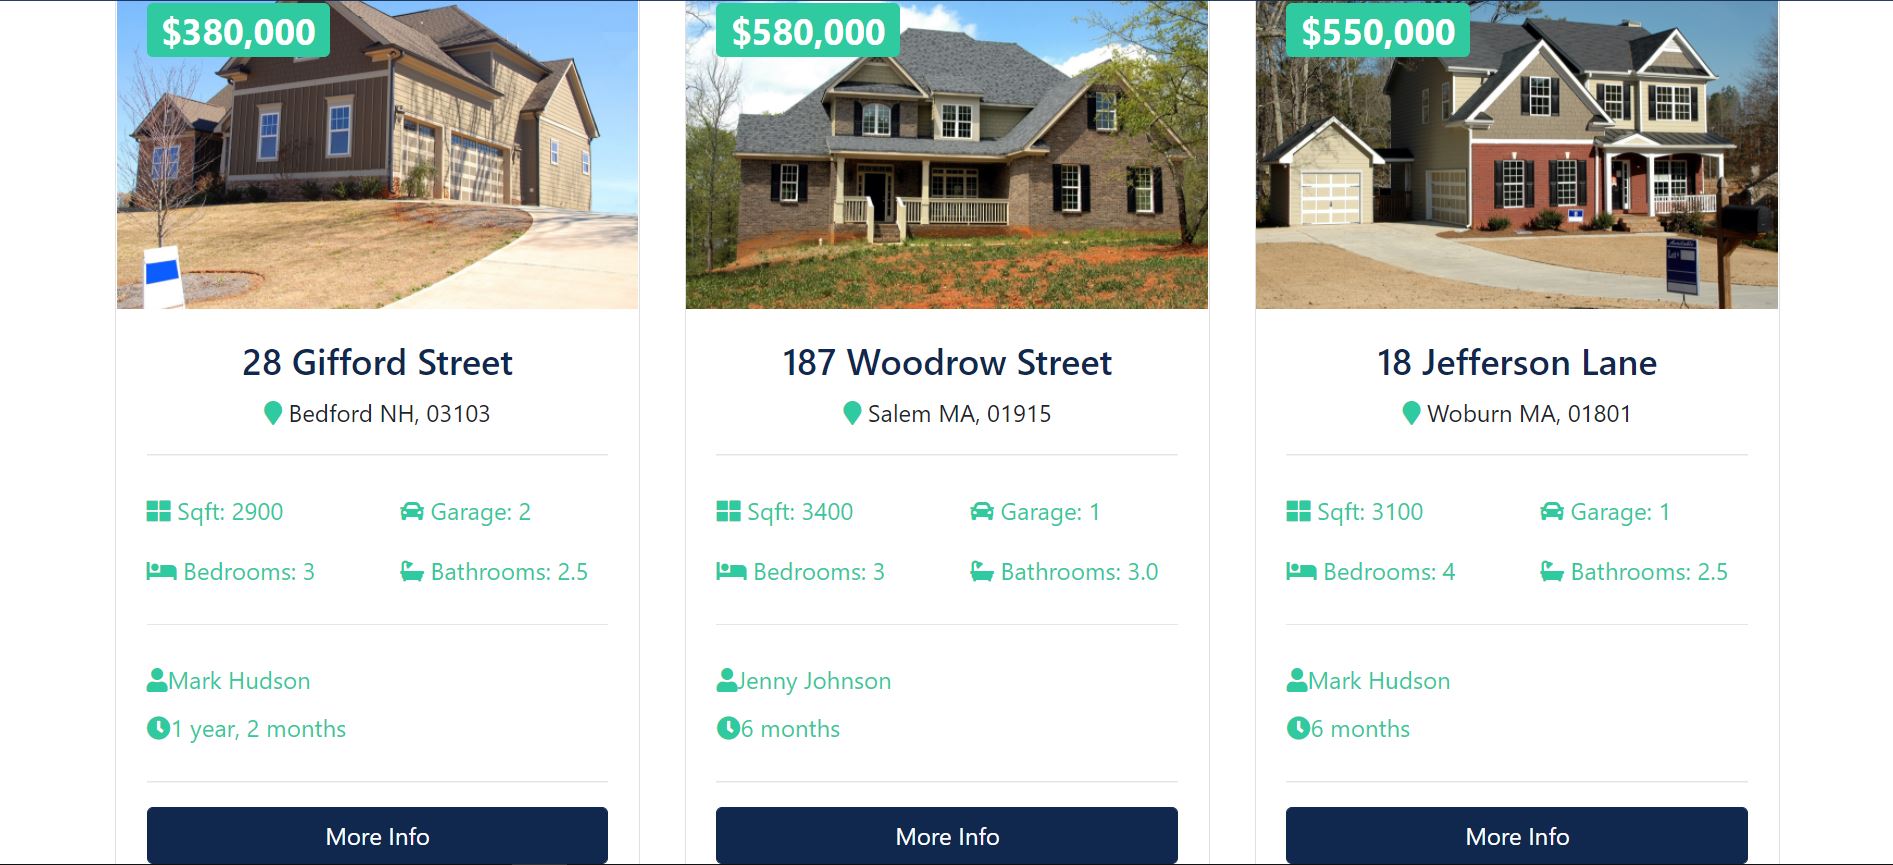 $380,000
28 Gifford Street
Bedford NH, 03103
Sqft: 2900
Garage: 2
Bedrooms: 3
Bathrooms: 2.5
Mark Hudson
1 year, 2 months
More Info
$580,000
187 Woodrow Street
Salem MA, 01915
Sqft: 3400
Garage: 1
Bedrooms: 3
Bathrooms: 3.0
Jenny Johnson
6 months
More Info
$550,000
Available
Lot#
18 Jefferson Lane
Woburn MA, 01801
Sqft: 3100
Garage: 1
Bedrooms: 4
Bathrooms: 2.5
Mark Hudson
6 months
More Info